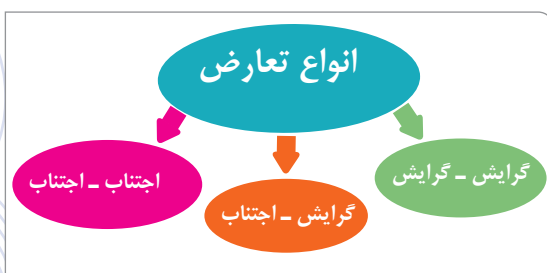 انواع تعارض
گرایش ـ گرایش
گرایش ـ اجتناب
اجتناب ـ اجتناب